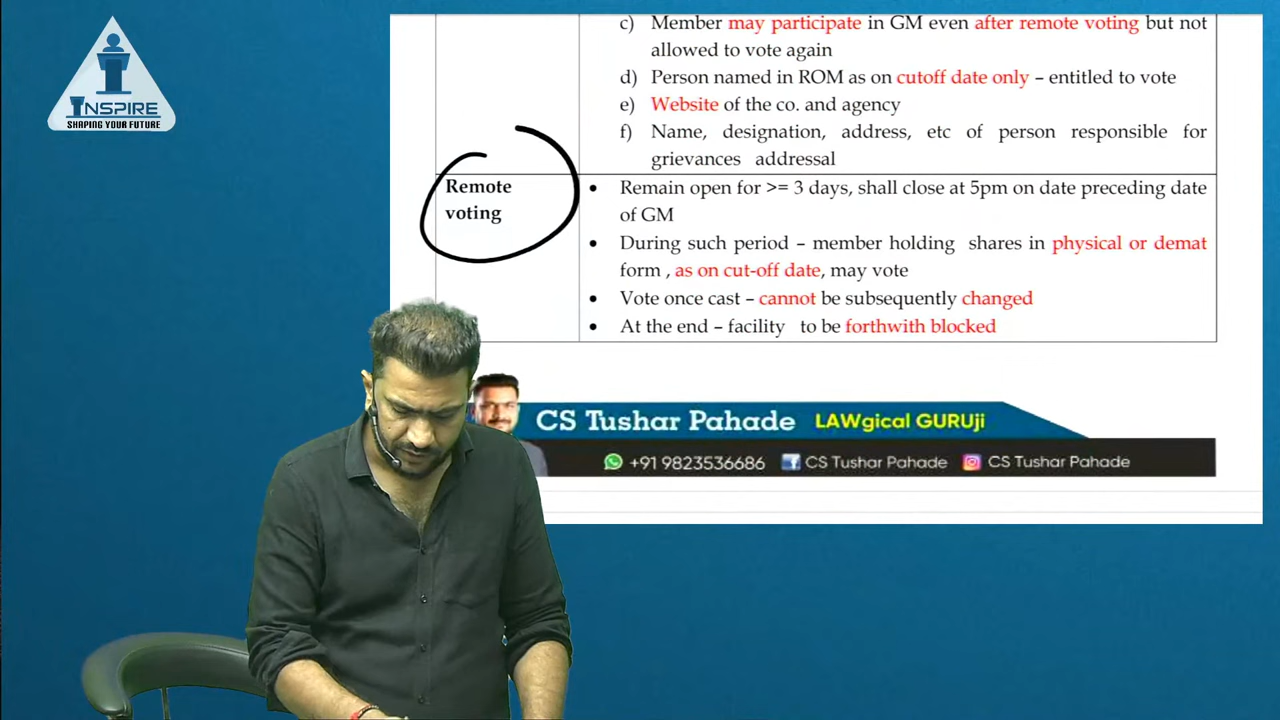 INSPIRE
SHAPING YOUR FUTURE
c) Member may participate in GM even after remote voting but not
allowed to vote again
d) Person named in ROM as on cutoff date only – entitled to vote
e) Website of the co. and agency
f) Name, designation, address, etc of person responsible for
grievances addressal
Remote
voting
• Remain open for >= 3 days, shall close at 5pm on date preceding date
of GM
• During such period – member holding shares in physical or demat
form , as on cut-off date, may vote
• Vote once cast – cannot be subsequently changed
• At the end – facility to be forthwith blocked
CS Tushar Pahade LAWgical GURUji
+91 9823536686 CS Tushar Pahade CS Tushar Pahade